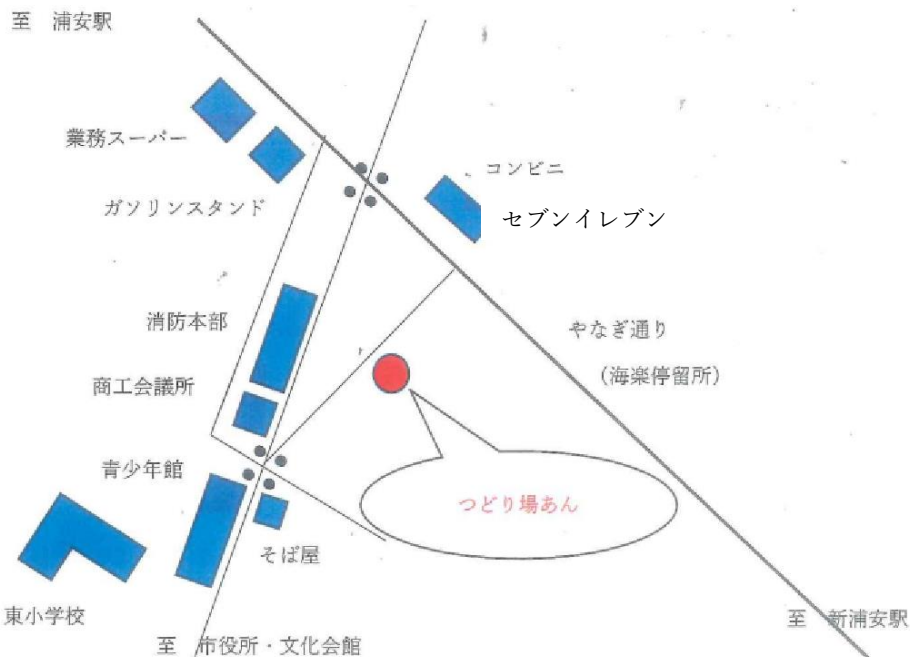 至　浦安駅
業務スーパー
コンビニ
ガソリンスタンド
セブンイレブン
消防本部
やなぎ通り
（海楽停留所）
商工会議所
青少年館
つどり場あん
そば屋
東小学校
至　新浦安駅
至　市役所・文化会館